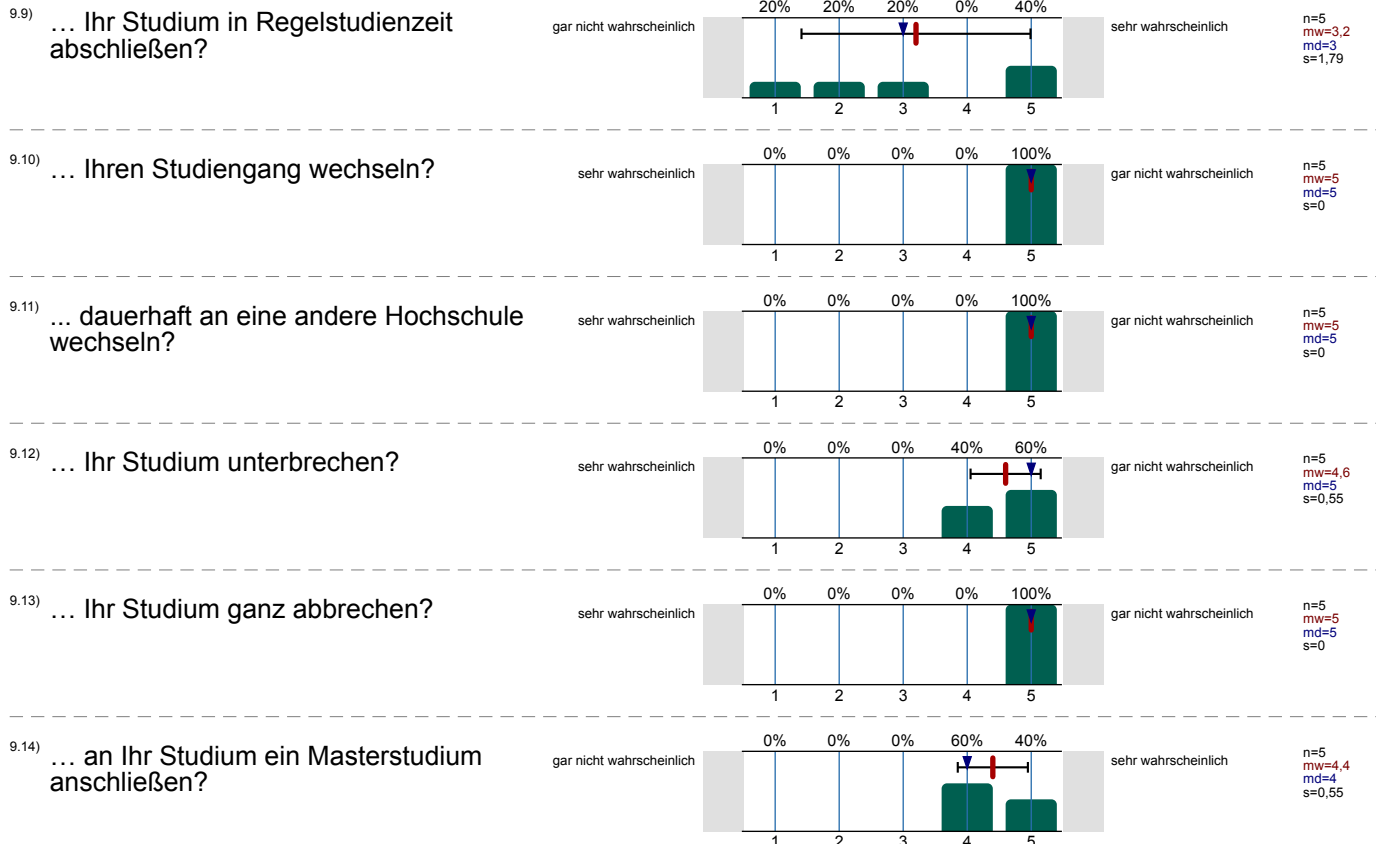 9.9)
… Ihr Studium in Regelstudienzeit
abschließen?
gar nicht wahrscheinlich
20% 20% 20% 0% 40%
1 2 3 4 5
sehr wahrscheinlich
n=5
mw=3,2
md=3
s=1,79
9.10)
… Ihren Studiengang wechseln?
sehr wahrscheinlich
0% 0% 0% 0% 100%
1 2 3 4 5
gar nicht wahrscheinlich
n=5
mw=5
md=5
s=0
9.11)
... dauerhaft an eine andere Hochschule
wechseln?
sehr wahrscheinlich
0% 0% 0% 0% 100%
1 2 3 4 5
gar nicht wahrscheinlich
n=5
mw=5
md=5
s=0
9.12)
… Ihr Studium unterbrechen?
sehr wahrscheinlich
0% 0% 0% 40% 60%
1 2 3 4 5
gar nicht wahrscheinlich
n=5
mw=4,6
md=5
s=0,55
9.13)
… Ihr Studium ganz abbrechen?
sehr wahrscheinlich
0% 0% 0% 0% 100%
1 2 3 4 5
gar nicht wahrscheinlich
n=5
mw=5
md=5
s=0
9.14)
… an Ihr Studium ein Masterstudium
anschließen?
gar nicht wahrscheinlich
0% 0% 0% 60% 40%
1 2 3 4 5
sehr wahrscheinlich
n=5
mw=4,4
md=4
s=0,55